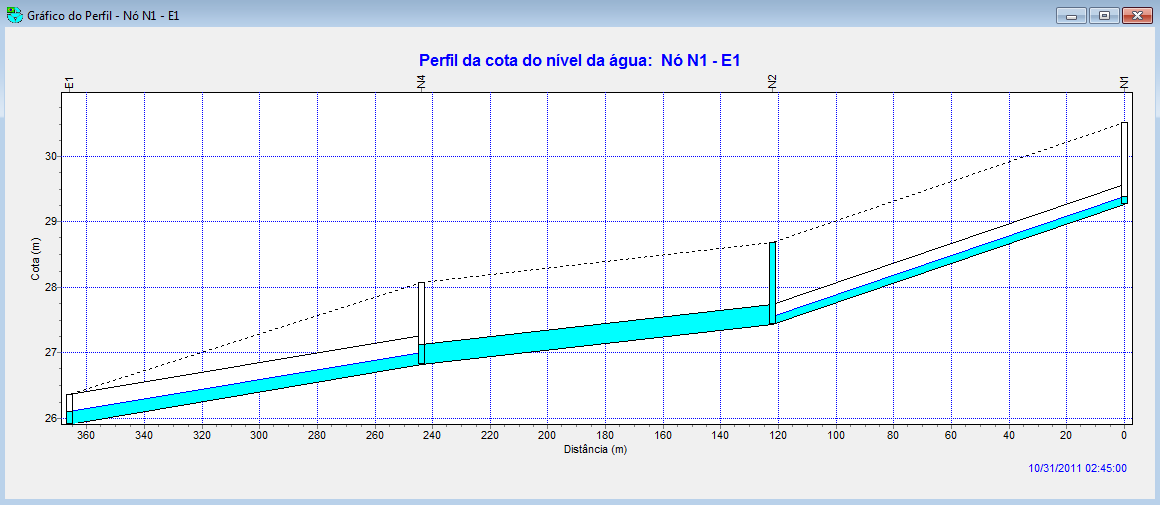 Gráfico do Perfil - Nó N1 - E1
Perfil da cota do nível da água:  Nó N1 - E1
E1 N4 N2 N1
Cota (m)
30
29
28
27
26
360 340 320 300 280 260 240 220 200 180 160 140 120 100 80 60 40 20 0
Distância (m)
10/31/2011 02:45:00